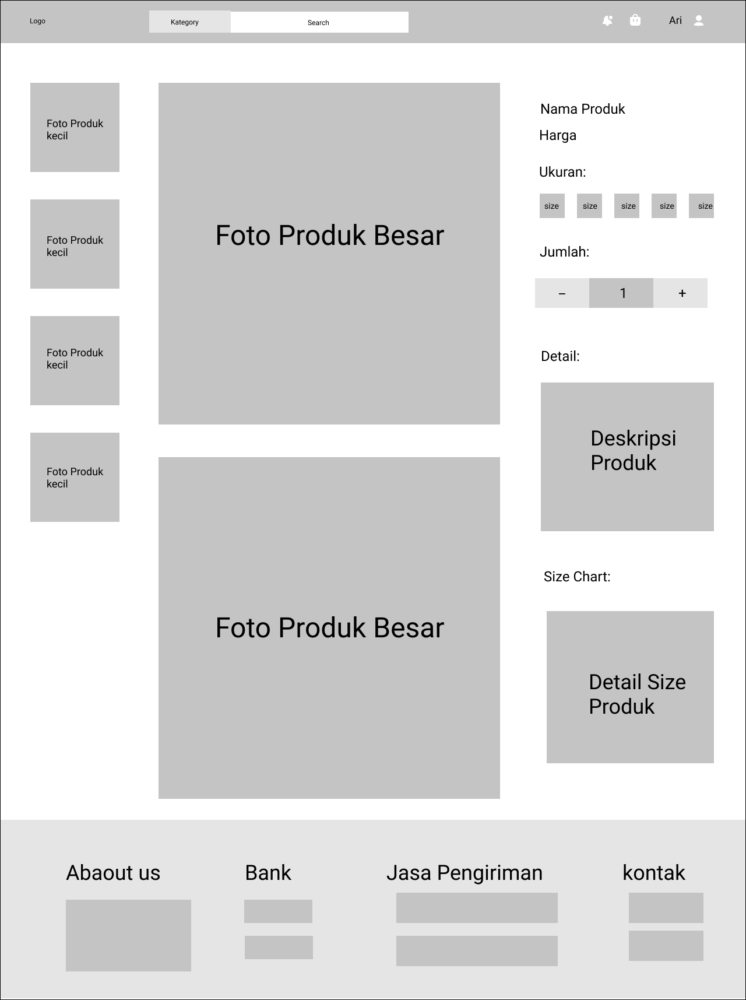 Logo
Kategory
Search
Ari
Foto Produk
kecil
Foto Produk
kecil
Foto Produk
kecil
Foto Produk
kecil
Foto Produk Besar
Foto Produk Besar
Nama Produk
Harga
Ukuran:
size size size size size
Jumlah:
– 1 +
Detail:
Deskripsi
Produk
Size Chart:
Detail Size
Produk
Abaout us
Bank
Jasa Pengiriman
kontak